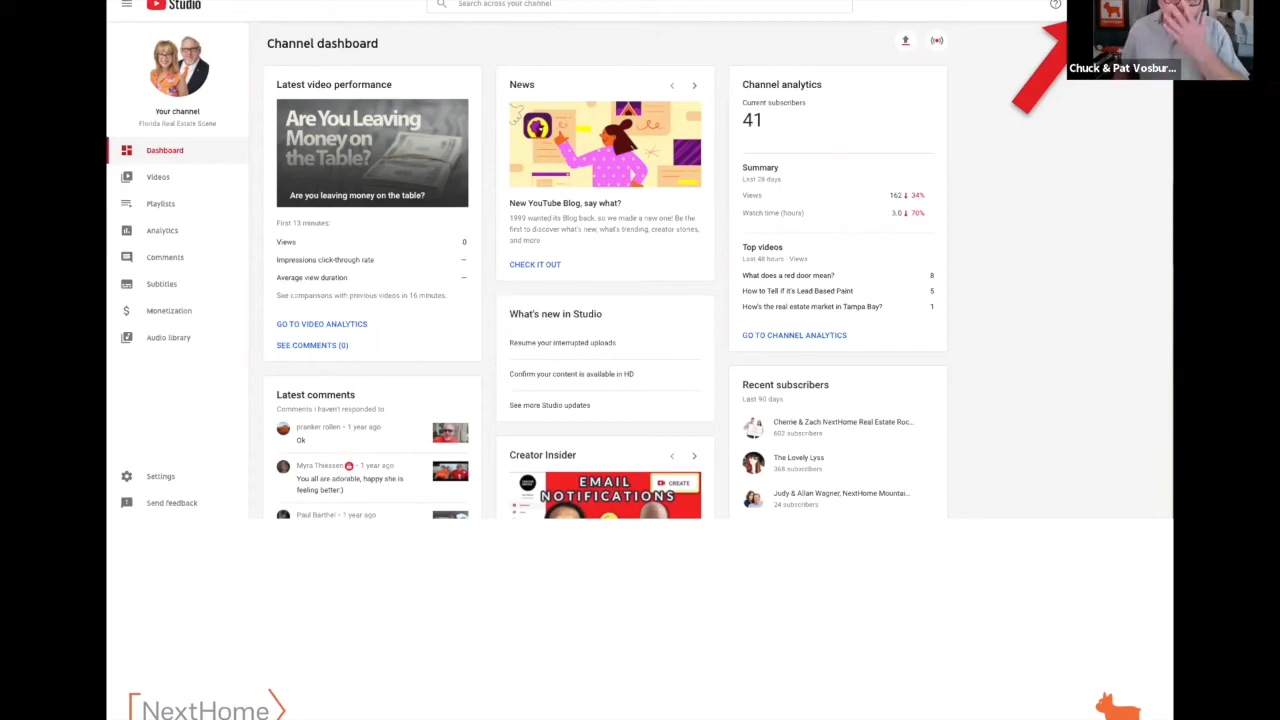 Studio
Search across your channel
Chuck & Pat Vosbur...
Your channel
Florida Real Estate Scene
Dashboard
Videos
Playlists
Analytics
Comments
Subtitles
Monetization
Audio library
Settings
Send feedback
Channel dashboard
Latest video performance
Are You Leaving
Money on
the Table?
Are you leaving money on the table?
First 13 minutes:
Views 0
Impressions click-through rate —
Average view duration —
See comparisons with previous videos in 16 minutes.
GO TO VIDEO ANALYTICS
SEE COMMENTS (0)
Latest comments
Comments I haven't responded to
pranker rollen • 1 year ago
Ok
Myra Thiessen • 1 year ago
You all are adorable, happy she is
feeling better:)
Paul Barthel • 1 year ago
News
New YouTube Blog, say what?
1999 wanted its Blog back, so we made a new one! Be the
first to discover what's new, what's trending, creator stories,
and more
CHECK IT OUT
What's new in Studio
Resume your interrupted uploads
Confirm your content is available in HD
See more Studio updates
Creator Insider
CREATE
EMAIL
NOTIFICATIONS
Channel analytics
Current subscribers
41
Summary
Last 28 days
Views 162 34%
Watch time (hours) 3.0 70%
Top videos
Last 48 hours · Views
What does a red door mean? 8
How to Tell if it's Lead Based Paint 5
How's the real estate market in Tampa Bay? 1
GO TO CHANNEL ANALYTICS
Recent subscribers
Last 90 days
Cherrie & Zach NextHome Real Estate Roc...
602 subscribers
The Lovely Lyss
368 subscribers
Judy & Allan Wagner, NextHome Mountai...
24 subscribers
NextHome